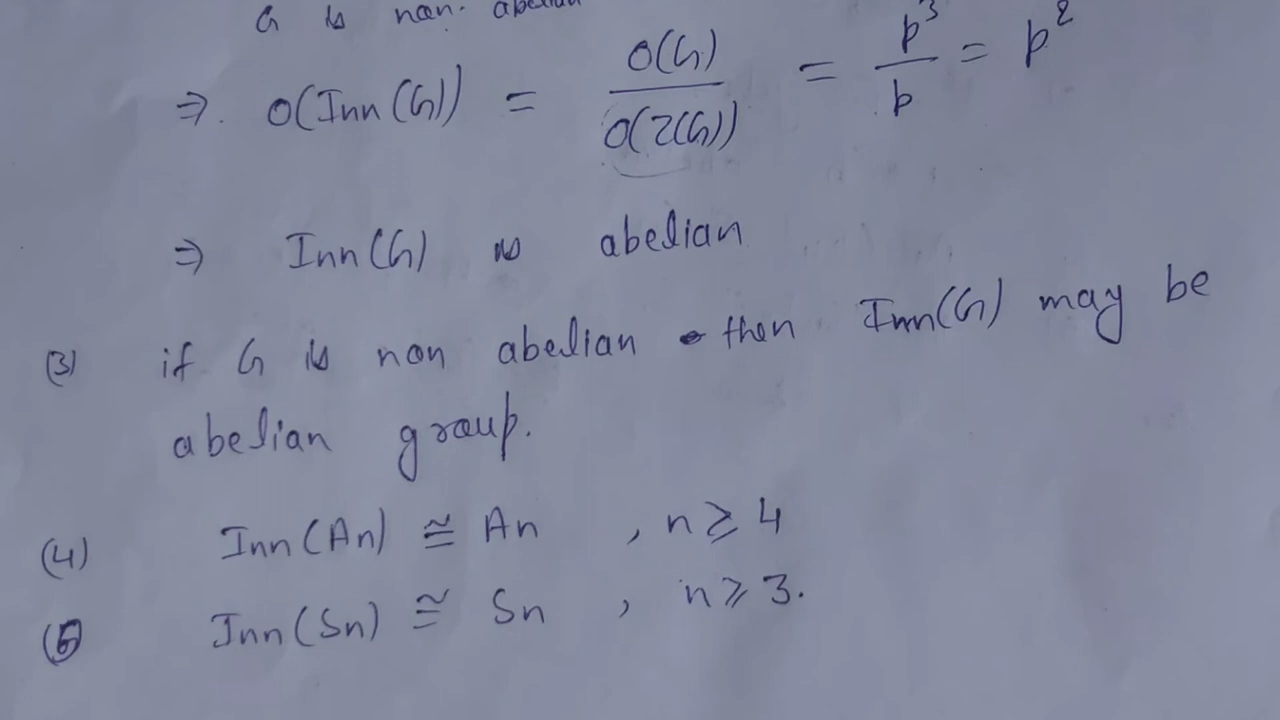 G is non. abelian
⇒. O(Inn(G)) = O(G)/O(Z(G)) = p³/p = p²
⇒ Inn(G) is abelian
(3) if G is non abelian then Inn(G) may be
abelian group.
(4) Inn(An) ≅ An , n ≥ 4
(5) Inn(Sn) ≅ Sn , n ≥ 3.